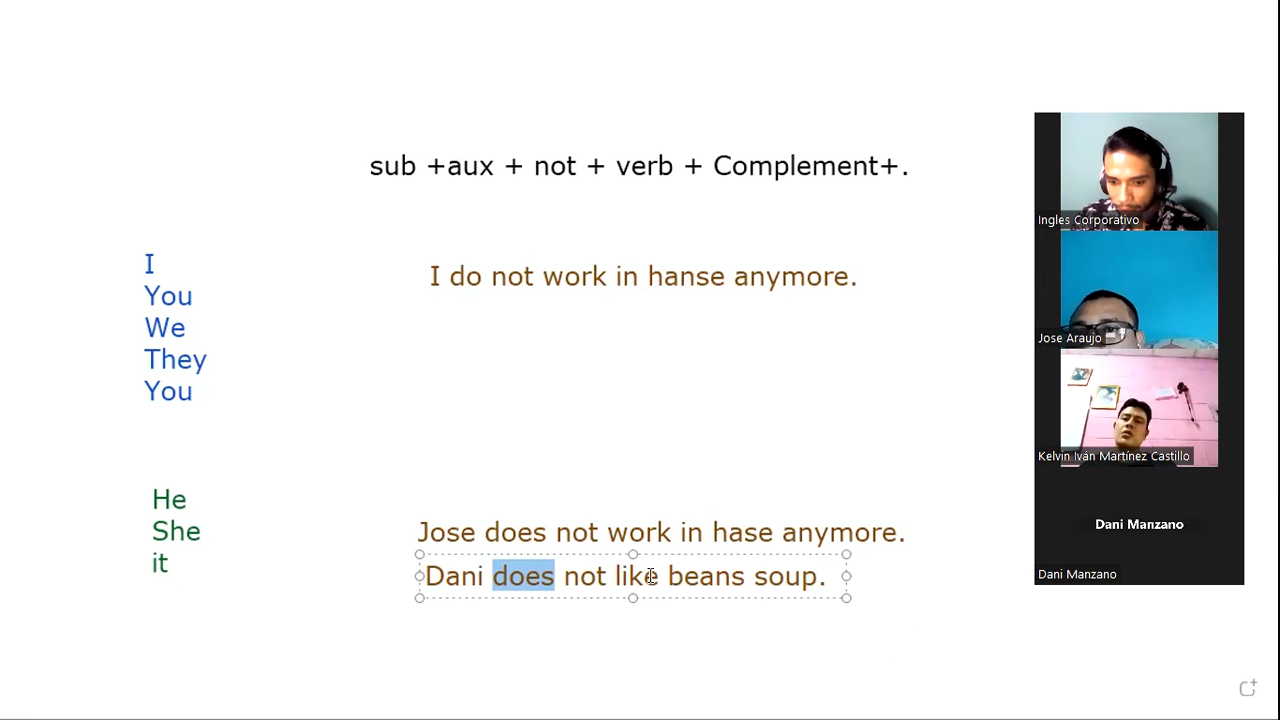 sub +aux + not + verb + Complement+.
I
You
We
They
You
I do not work in hanse anymore.
He
She
it
Jose does not work in hase anymore.
Dani does not like beans soup.
Ingles Corporativo
Jose Araujo
Kelvin Iván Martínez Castillo
Dani Manzano
Dani Manzano